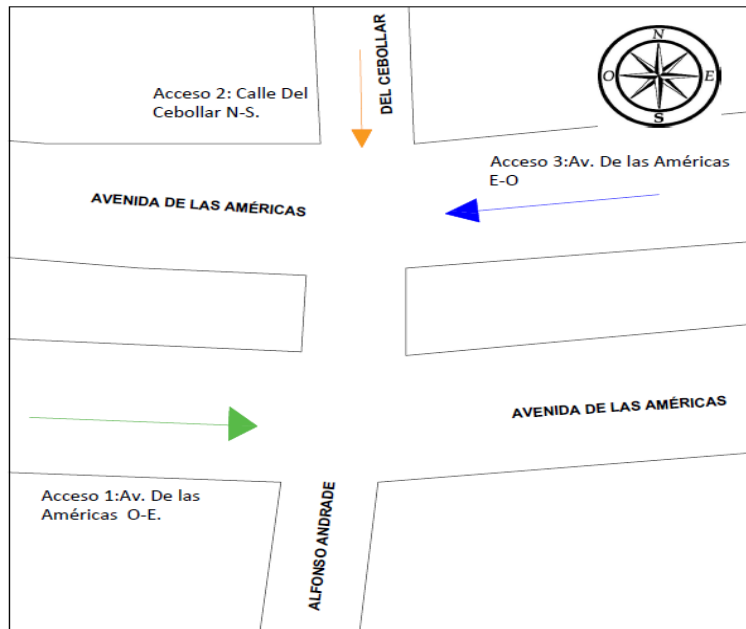 DEL CEBOLLAR
Acceso 2: Calle Del
Cebollar N-S.
N
O
E
S
Acceso 3:Av. De las Américas
E-O
AVENIDA DE LAS AMÉRICAS
AVENIDA DE LAS AMÉRICAS
Acceso 1:Av. De las
Américas O-E.
ALFONSO ANDRADE